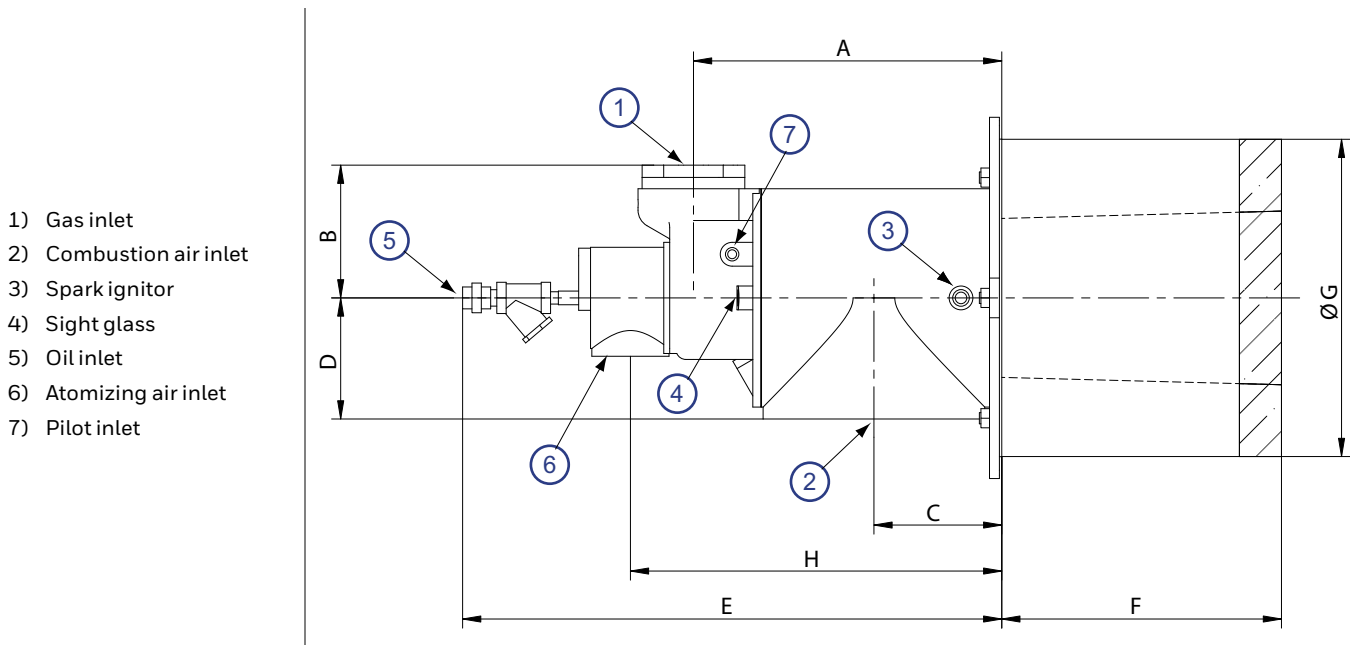 1) Gas inlet
2) Combustion air inlet
3) Spark ignitor
4) Sight glass
5) Oil inlet
6) Atomizing air inlet
7) Pilot inlet
A
1
7
B
5
3
ØG
D
4
6
2
C
H
E
F